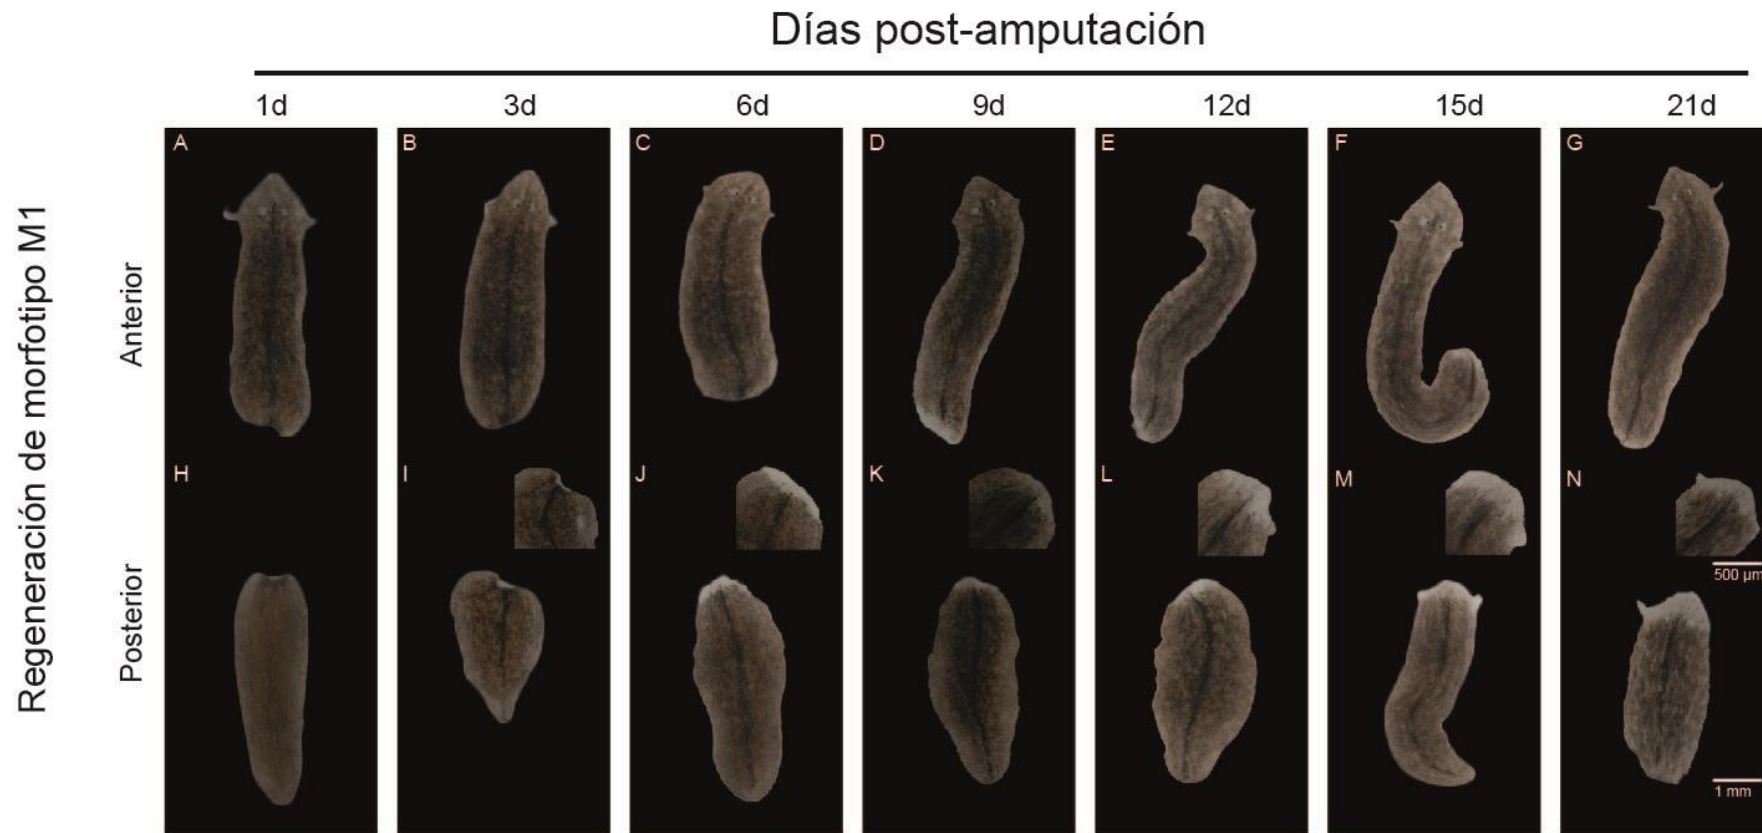 Días post-amputación
1d 3d 6d 9d 12d 15d 21d
Regeneración de morfotipo M1
Anterior
A B C D E F G
Posterior
H I J K L M N
500 µm
1 mm